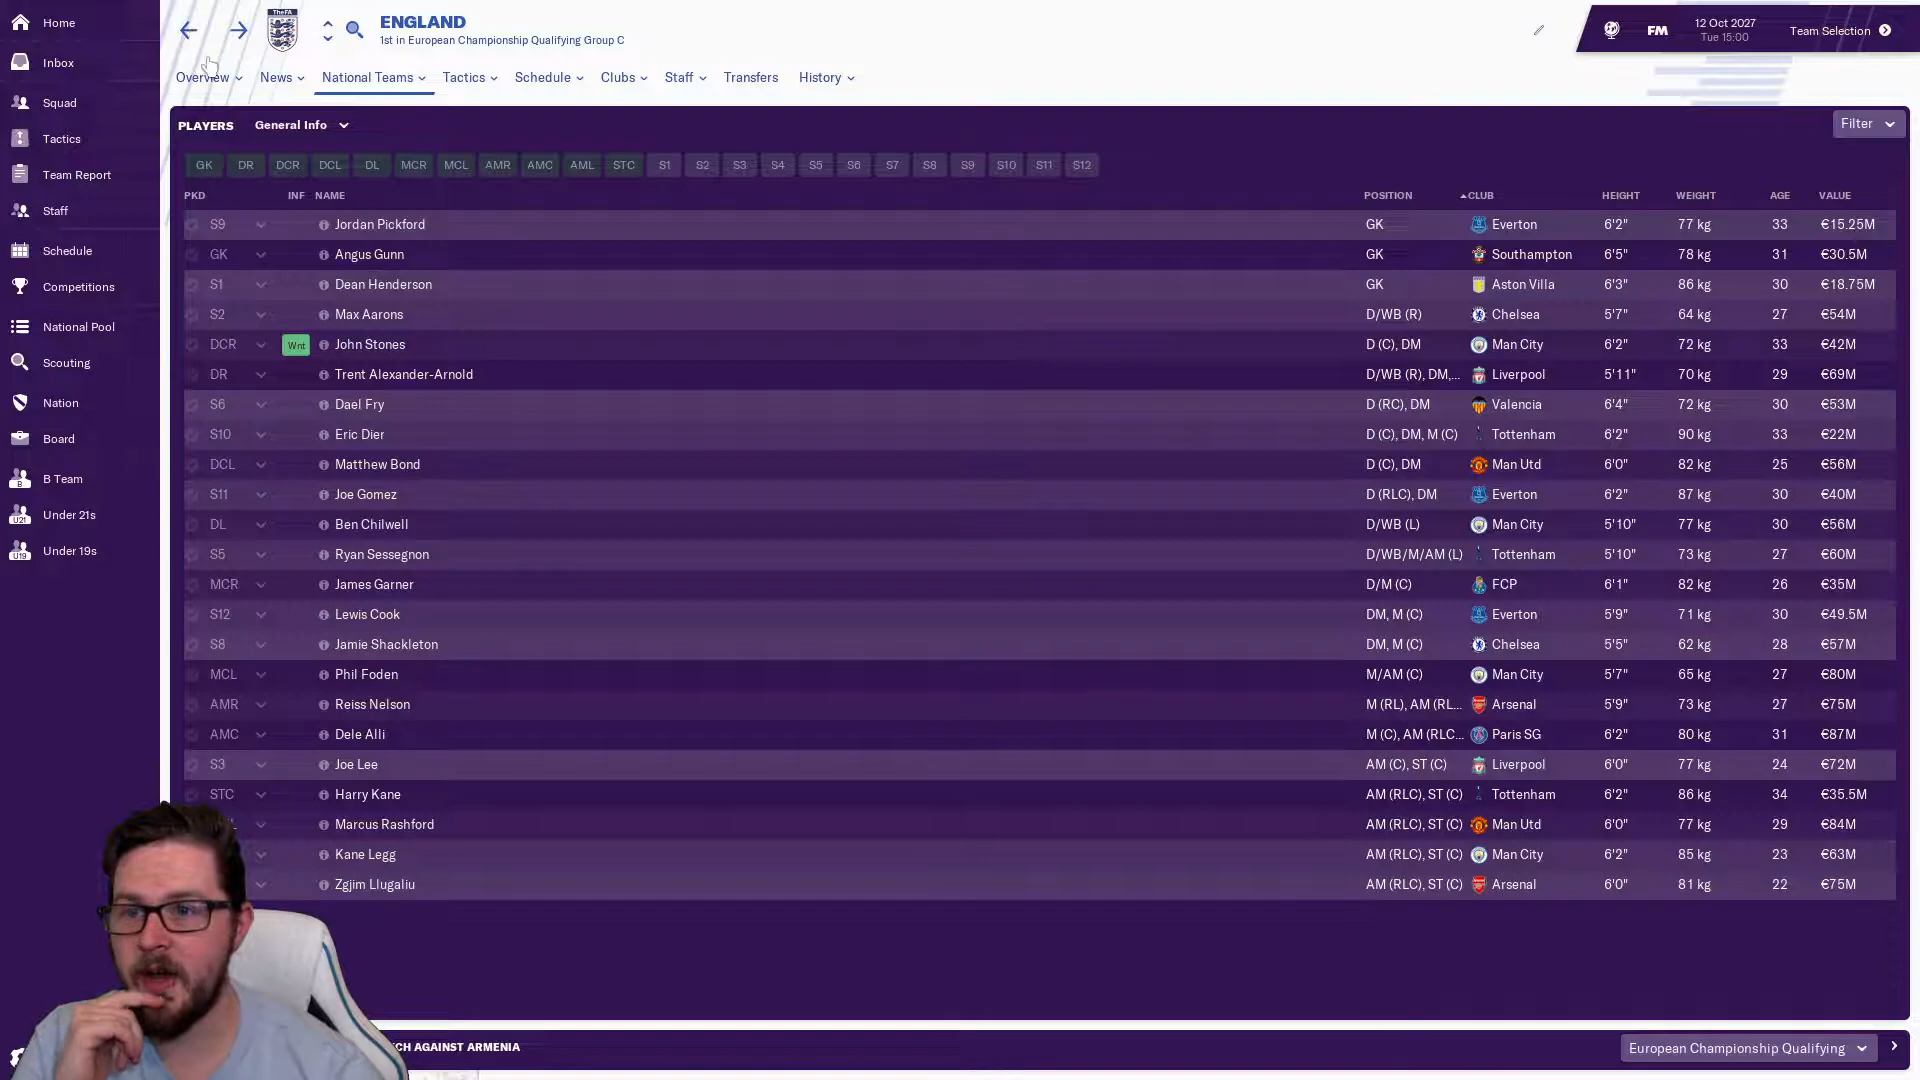 Home
Inbox
Squad
Tactics
Team Report
Staff
Schedule
Competitions
National Pool
Scouting
Nation
Board
B Team
Under 21s
Under 19s
ENGLAND
1st in European Championship Qualifying Group C
FM
12 Oct 2027
Tue 15:00
Team Selection
Overview News National Teams Tactics Schedule Clubs Staff Transfers History
PLAYERS General Info Filter
GK DR DCR DCL DL MCR MCL AMR AMC AML STC S1 S2 S3 S4 S5 S6 S7 S8 S9 S10 S11 S12
PKD INF NAME POSITION CLUB HEIGHT WEIGHT AGE VALUE
S9 Jordan Pickford GK Everton 6'2" 77 kg 33 €15.25M
GK Angus Gunn GK Southampton 6'5" 78 kg 31 €30.5M
S1 Dean Henderson GK Aston Villa 6'3" 86 kg 30 €18.75M
S2 Max Aarons D/WB (R) Chelsea 5'7" 64 kg 27 €54M
DCR Wnt John Stones D (C), DM Man City 6'2" 72 kg 33 €42M
DR Trent Alexander-Arnold D/WB (R), DM,... Liverpool 5'11" 70 kg 29 €69M
S6 Dael Fry D (RC), DM Valencia 6'4" 72 kg 30 €53M
S10 Eric Dier D (C), DM, M (C) Tottenham 6'2" 90 kg 33 €22M
DCL Matthew Bond D (C), DM Man Utd 6'0" 82 kg 25 €56M
S11 Joe Gomez D (RLC), DM Everton 6'2" 87 kg 30 €40M
DL Ben Chilwell D/WB (L) Man City 5'10" 77 kg 30 €56M
S5 Ryan Sessegnon D/WB/M/AM (L) Tottenham 5'10" 73 kg 27 €60M
MCR James Garner D/M (C) FCP 6'1" 82 kg 26 €35M
S12 Lewis Cook DM, M (C) Everton 5'9" 71 kg 30 €49.5M
S8 Jamie Shackleton DM, M (C) Chelsea 5'5" 62 kg 28 €57M
MCL Phil Foden M/AM (C) Man City 5'7" 65 kg 27 €80M
AMR Reiss Nelson M (RL), AM (RL... Arsenal 5'9" 73 kg 27 €75M
AMC Dele Alli M (C), AM (RLC... Paris SG 6'2" 80 kg 31 €87M
S3 Joe Lee AM (C), ST (C) Liverpool 6'0" 77 kg 24 €72M
STC Harry Kane AM (RLC), ST (C) Tottenham 6'2" 86 kg 34 €35.5M
Marcus Rashford AM (RLC), ST (C) Man Utd 6'0" 77 kg 29 €84M
Kane Legg AM (RLC), ST (C) Man City 6'2" 85 kg 23 €63M
Zgjim Llugaliu AM (RLC), ST (C) Arsenal 6'0" 81 kg 22 €75M
CH AGAINST ARMENIA
European Championship Qualifying